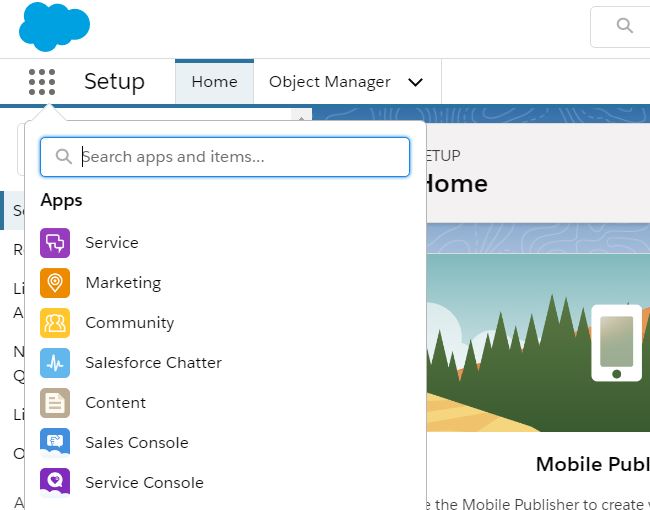 Setup
Home
Object Manager
Search apps and items...
Apps
Service
Marketing
Community
Salesforce Chatter
Content
Sales Console
Service Console
ETUP
Home
Mobile Publ
e the Mobile Publisher to create